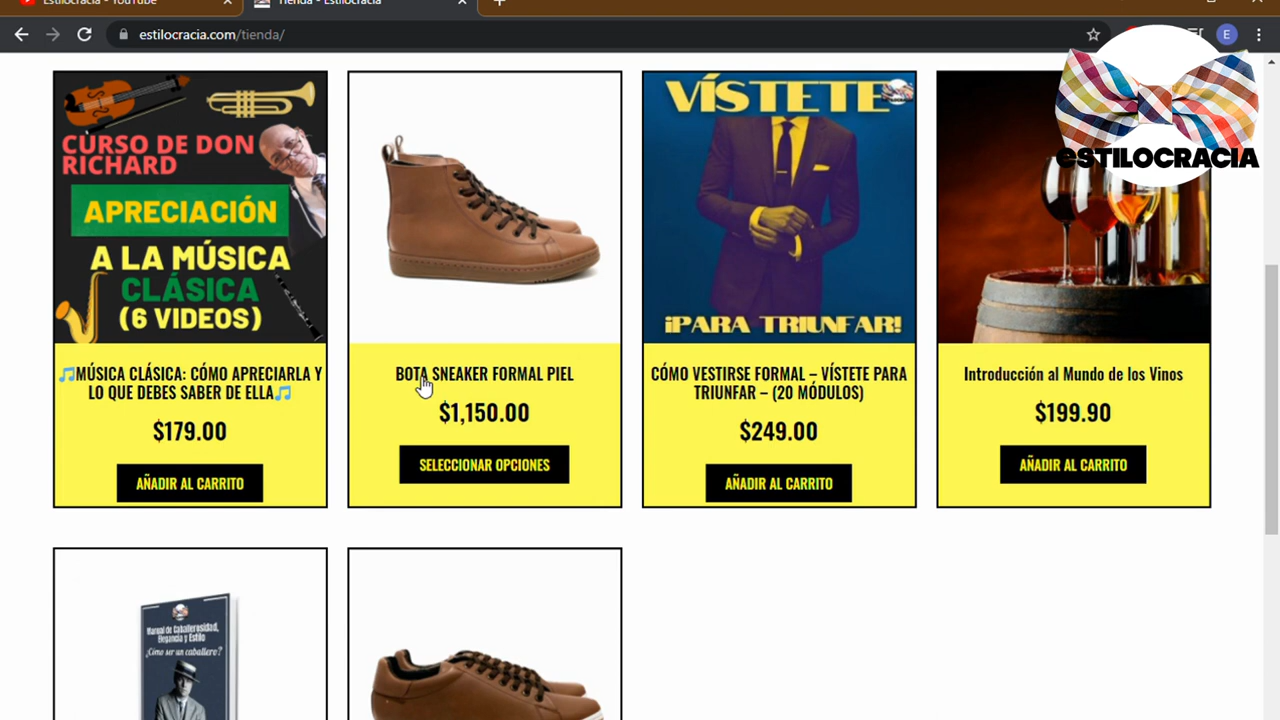 Estilocracia - YouTube
Tienda - Estilocracia
estilocracia.com/tienda/
E
ESTILOCRACIA
CURSO DE DON
RICHARD
APRECIACIÓN
A LA MÚSICA
CLÁSICA
(6 VIDEOS)
🎵MÚSICA CLÁSICA: CÓMO APRECIARLA Y
LO QUE DEBES SABER DE ELLA🎵
$179.00
AÑADIR AL CARRITO
BOTA SNEAKER FORMAL PIEL
$1,150.00
SELECCIONAR OPCIONES
VÍSTETE
¡PARA TRIUNFAR!
CÓMO VESTIRSE FORMAL – VÍSTETE PARA
TRIUNFAR – (20 MÓDULOS)
$249.00
AÑADIR AL CARRITO
Introducción al Mundo de los Vinos
$199.90
AÑADIR AL CARRITO
Manual de Caballerosidad,
Elegancia y Estilo
¿Cómo ser un caballero?